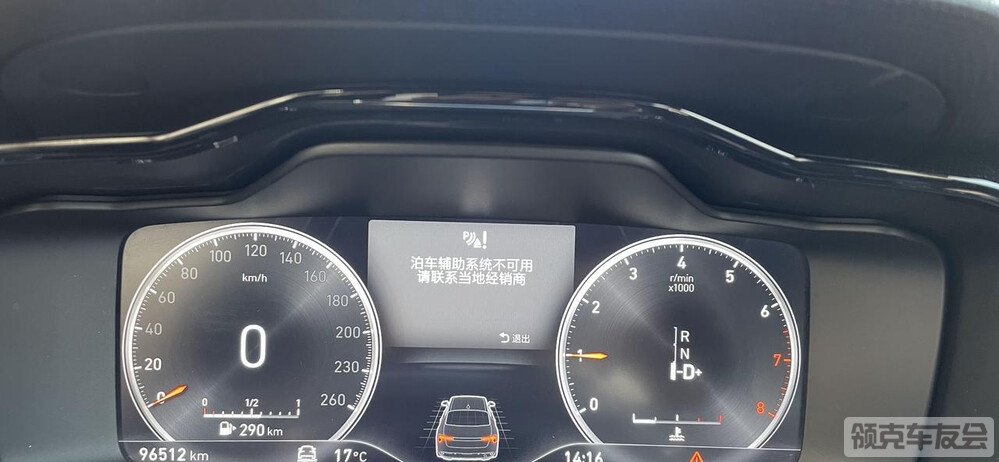 泊车辅助系统不可用
请联系当地经销商
退出
km/h
0
20
40
60
80
100
120
140
160
180
200
230
260
0
0
1/2
1
290 km
r/min
x1000
0
1
2
3
4
5
6
7
8
R
N
-D+
96512 km
17°C
14:16
领克车友会